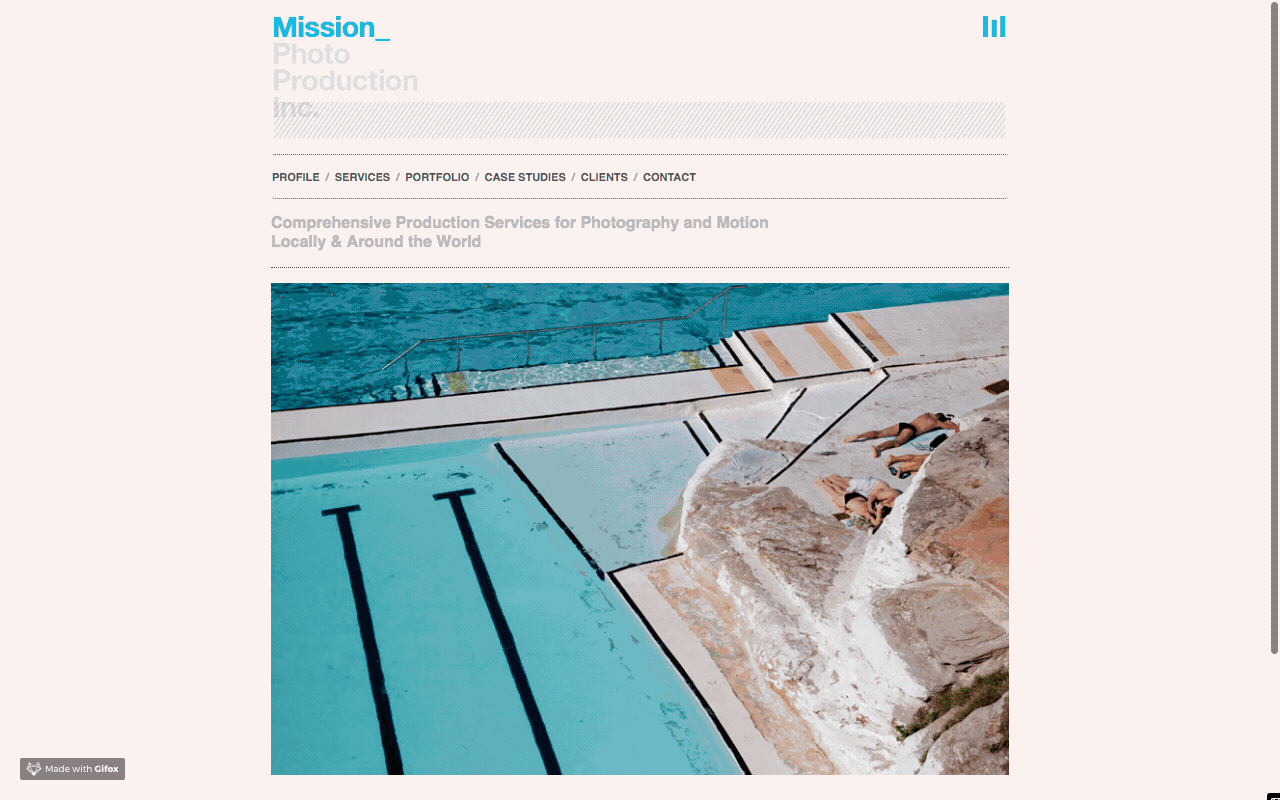 Mission_
Photo
Production
Inc.
PROFILE / SERVICES / PORTFOLIO / CASE STUDIES / CLIENTS / CONTACT
Comprehensive Production Services for Photography and Motion
Locally & Around the World
Made with Gifox